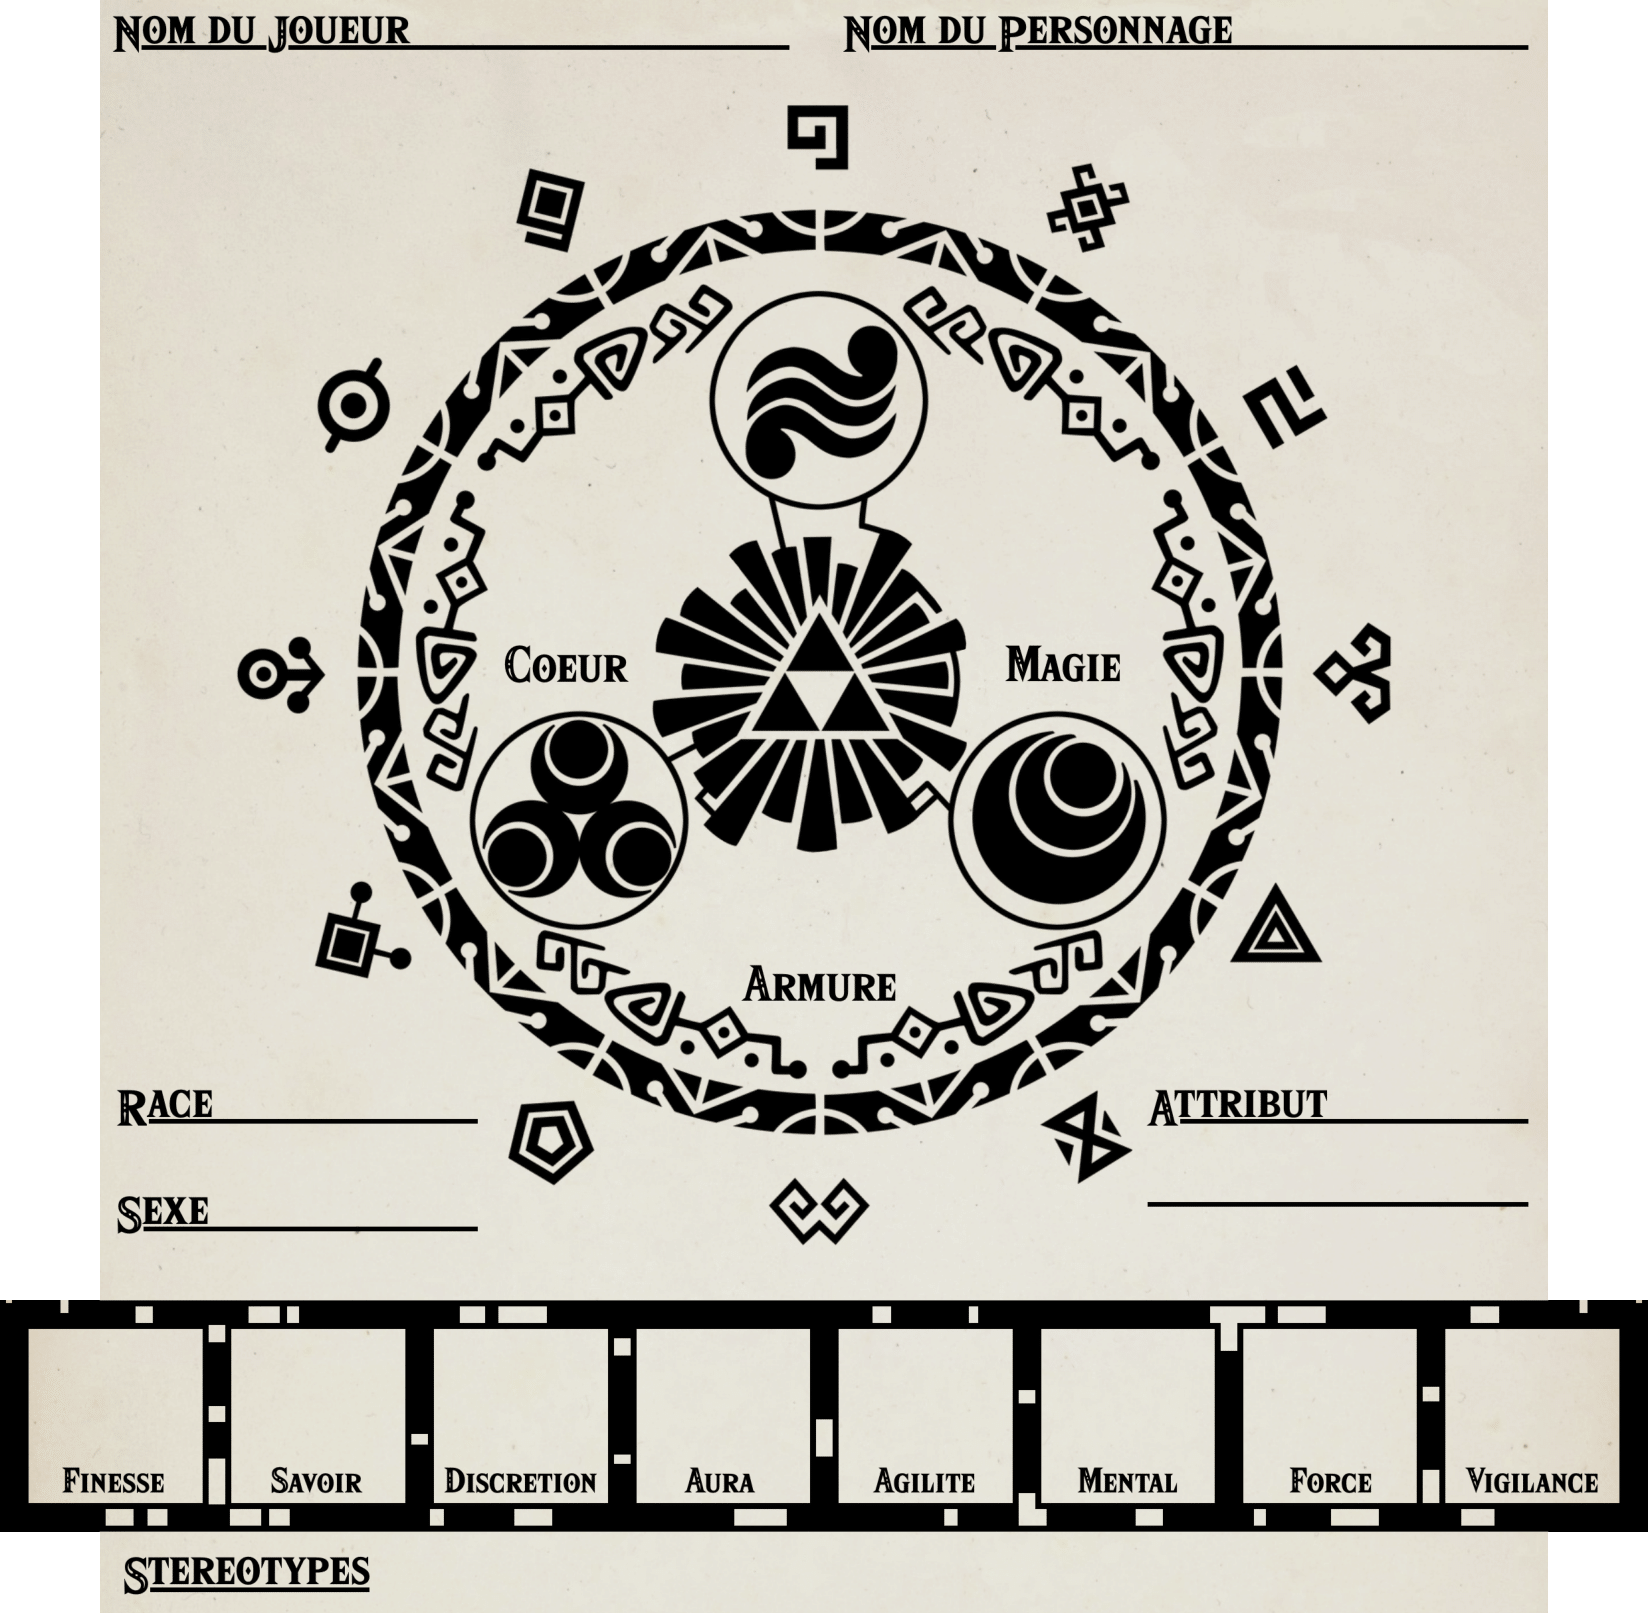 Nom du Joueur
Nom du Personnage
Coeur
Magie
Armure
Race
Attribut
Sexe
Finesse
Savoir
Discretion
Aura
Agilite
Mental
Force
Vigilance
Stereotypes